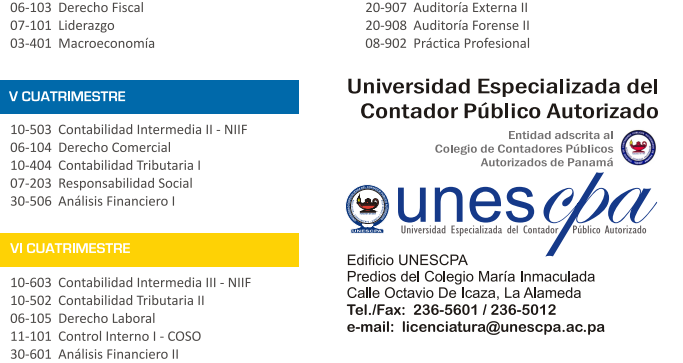 06-103 Derecho Fiscal
07-101 Liderazgo
03-401 Macroeconomía
V CUATRIMESTRE
10-503 Contabilidad Intermedia II - NIIF
06-104 Derecho Comercial
10-404 Contabilidad Tributaria I
07-203 Responsabilidad Social
30-506 Análisis Financiero I
VI CUATRIMESTRE
10-603 Contabilidad Intermedia III - NIIF
10-502 Contabilidad Tributaria II
06-105 Derecho Laboral
11-101 Control Interno I - COSO
30-601 Análisis Financiero II
20-907 Auditoría Externa II
20-908 Auditoría Forense II
08-902 Práctica Profesional
Universidad Especializada del
Contador Público Autorizado
Entidad adscrita al
Colegio de Contadores Públicos
Autorizados de Panamá
unescpa
UNESCPA
Universidad Especializada del Contador Público Autorizado
Edificio UNESCPA
Predios del Colegio María Inmaculada
Calle Octavio De Icaza, La Alameda
Tel./Fax: 236-5601 / 236-5012
e-mail: licenciatura@unescpa.ac.pa